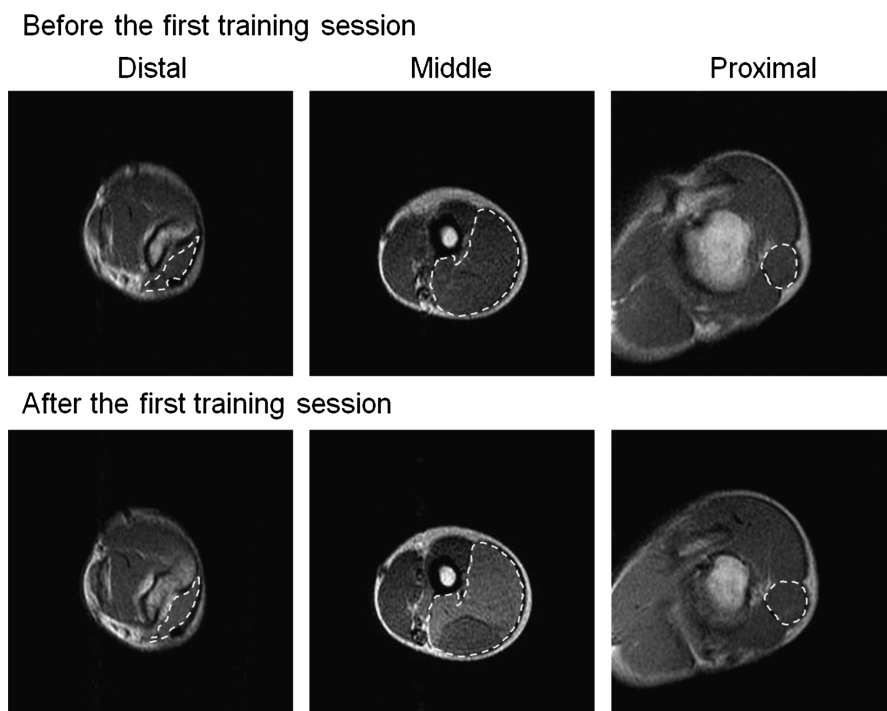 Before the first training session
Distal Middle Proximal
After the first training session